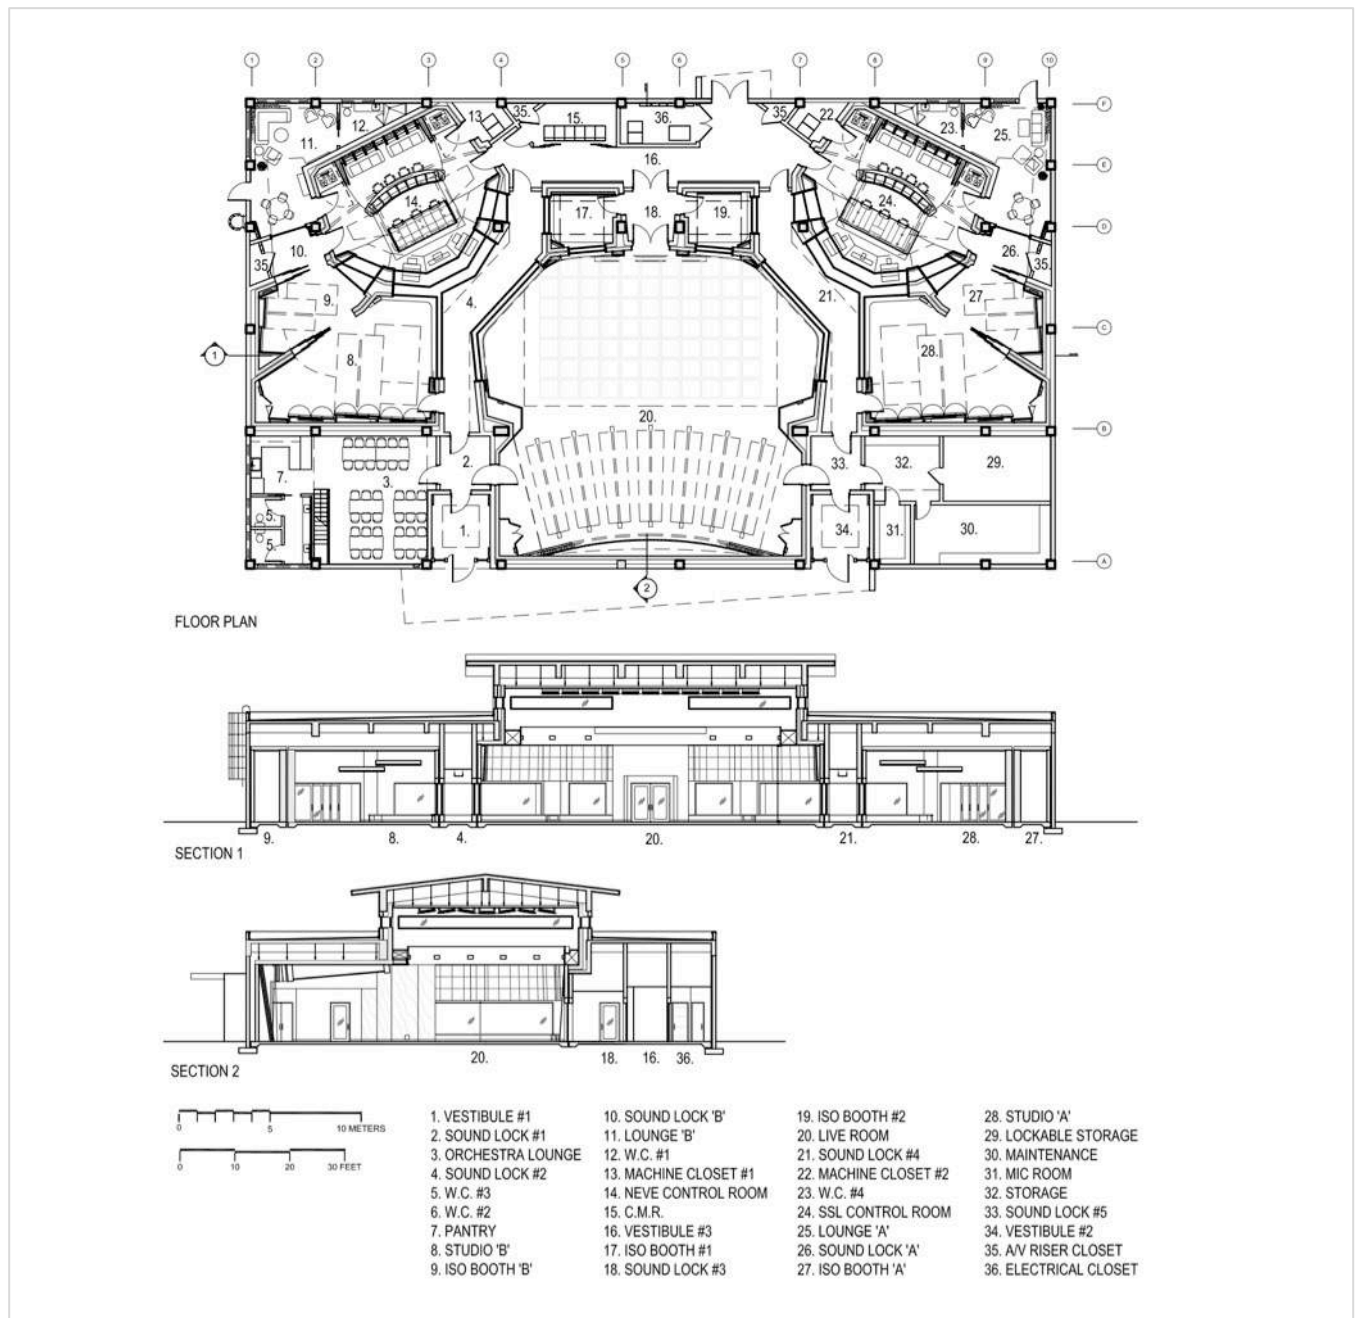 1 2 3 4 5 6 7 8 9 10
F
E
D
C
B
A
11. 12. 13. 35. 15. 36. 35. 22. 23. 25.
16.
14. 17. 18. 19. 24.
10. 26.
35. 35.
9. 4. 21. 27
1
8. 28.
20.
2. 33. 32. 29.
7. 3.
5.
1. 34. 31. 30.
5.
2
FLOOR PLAN
9. 8. 4. 20. 21. 28. 27.
SECTION 1
20. 18. 16. 36.
SECTION 2
0 5 10 METERS
0 10 20 30 FEET
1. VESTIBULE #1
2. SOUND LOCK #1
3. ORCHESTRA LOUNGE
4. SOUND LOCK #2
5. W.C. #3
6. W.C. #2
7. PANTRY
8. STUDIO 'B'
9. ISO BOOTH 'B'
10. SOUND LOCK 'B'
11. LOUNGE 'B'
12. W.C. #1
13. MACHINE CLOSET #1
14. NEVE CONTROL ROOM
15. C.M.R.
16. VESTIBULE #3
17. ISO BOOTH #1
18. SOUND LOCK #3
19. ISO BOOTH #2
20. LIVE ROOM
21. SOUND LOCK #4
22. MACHINE CLOSET #2
23. W.C. #4
24. SSL CONTROL ROOM
25. LOUNGE 'A'
26. SOUND LOCK 'A'
27. ISO BOOTH 'A'
28. STUDIO 'A'
29. LOCKABLE STORAGE
30. MAINTENANCE
31. MIC ROOM
32. STORAGE
33. SOUND LOCK #5
34. VESTIBULE #2
35. A/V RISER CLOSET
36. ELECTRICAL CLOSET